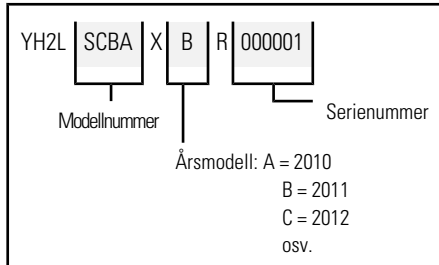 YH2L SCBA X B R 000001
Modellnummer
Serienummer
Årsmodell: A = 2010
B = 2011
C = 2012
osv.